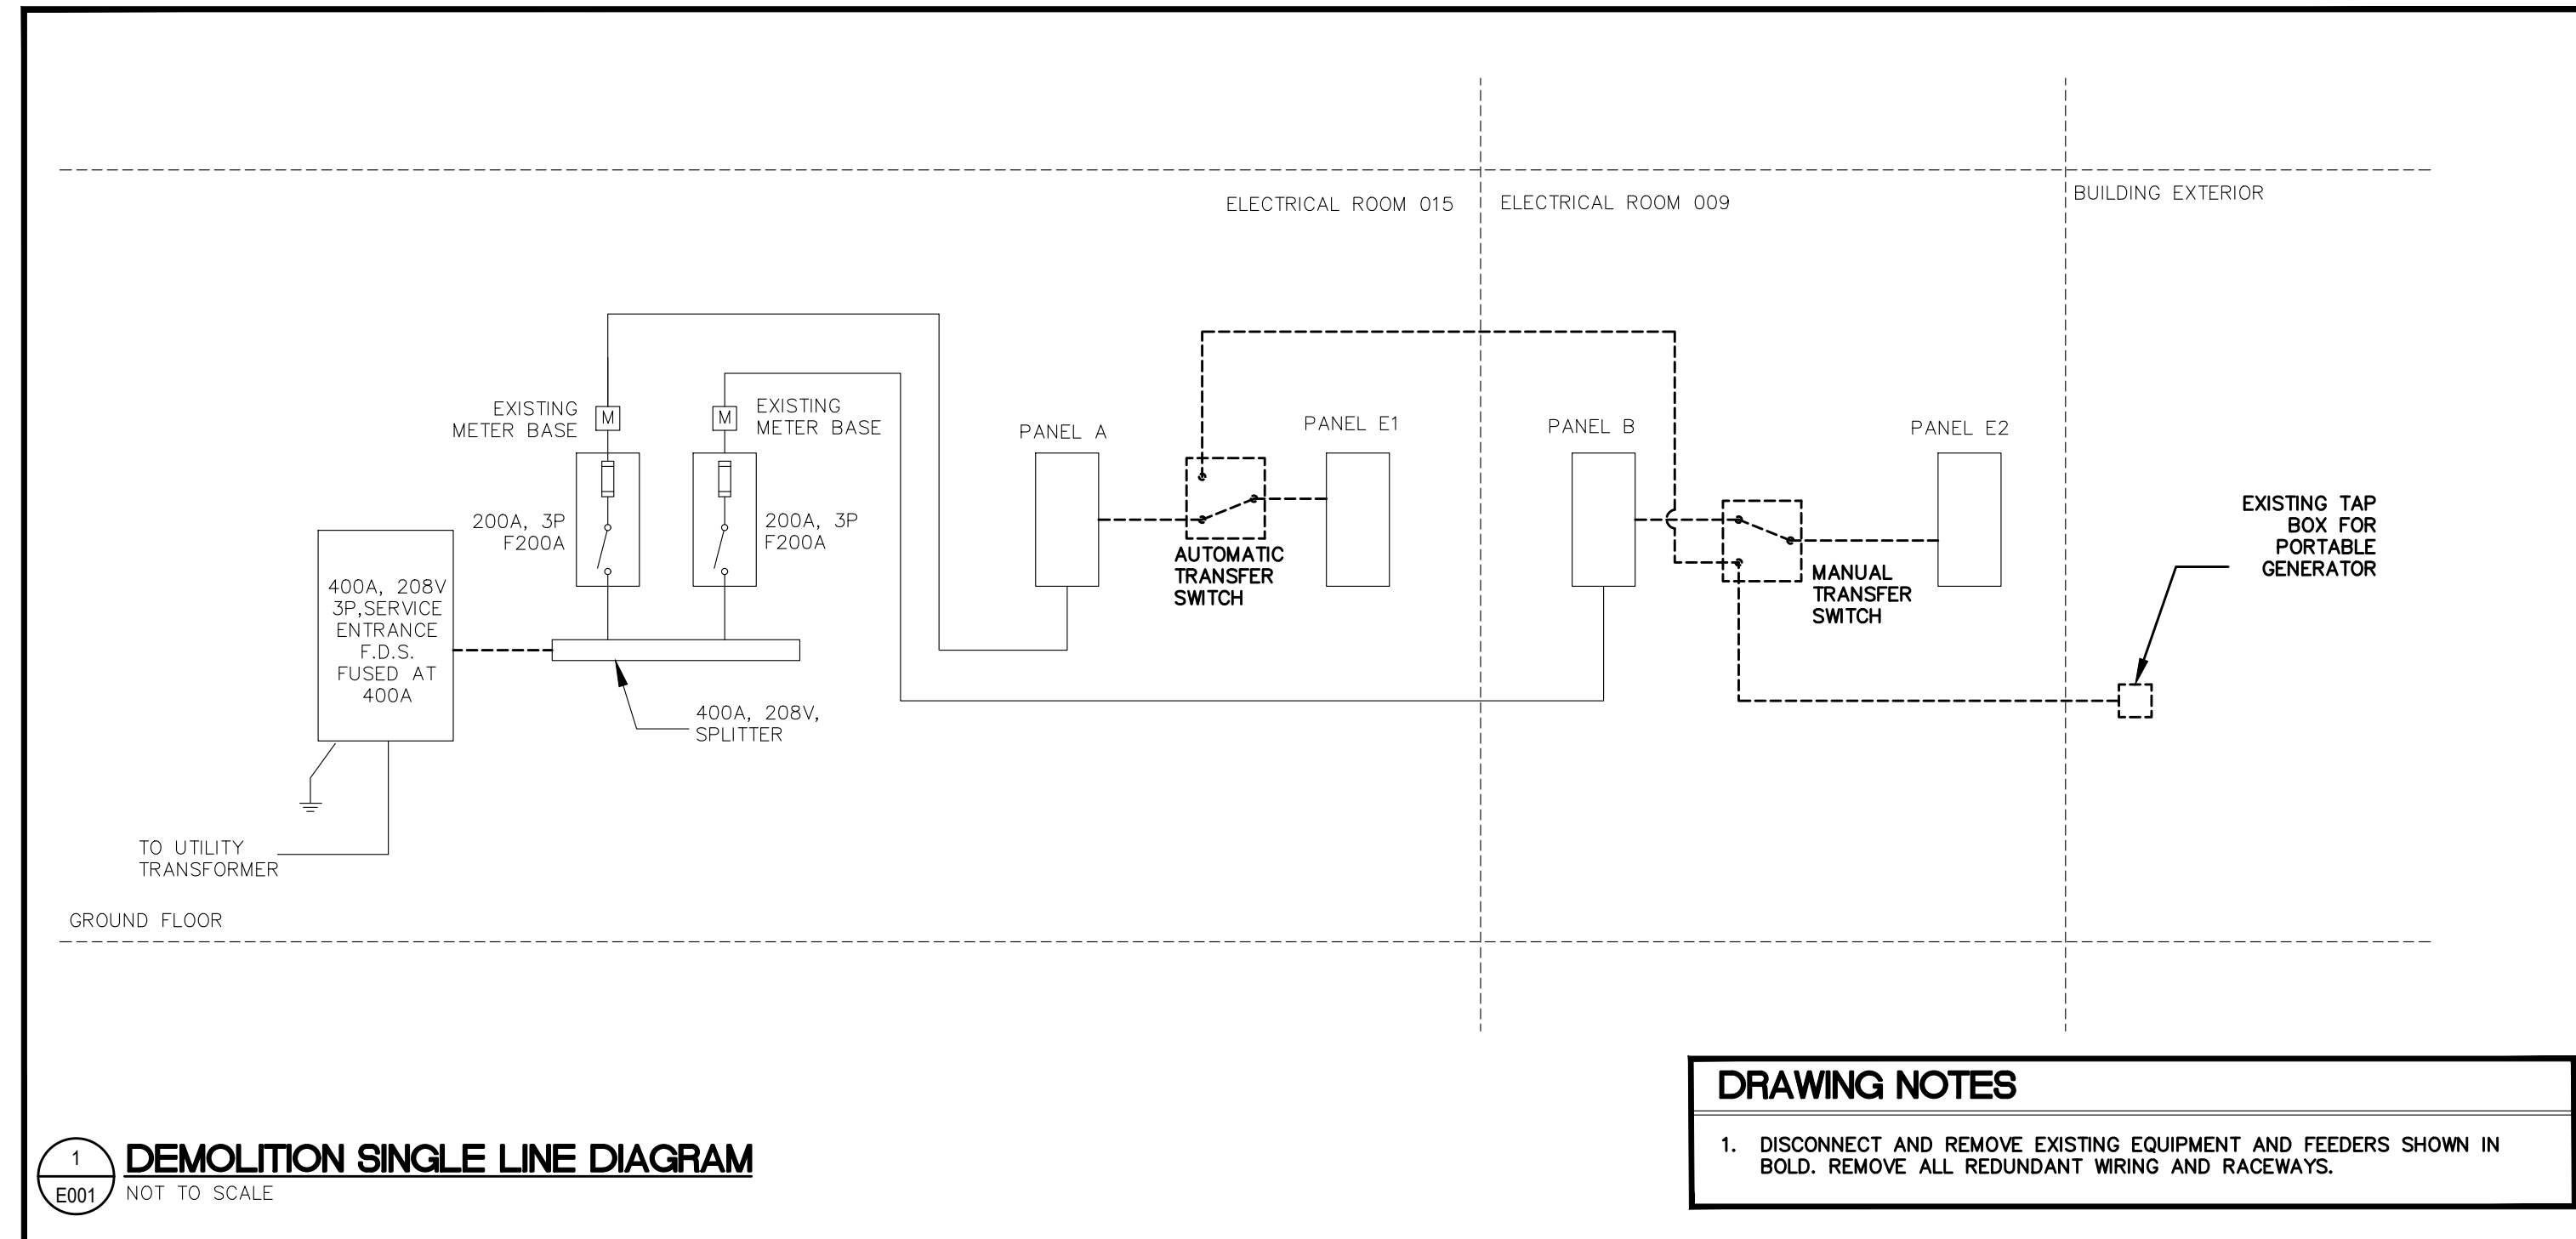 ELECTRICAL ROOM 015
ELECTRICAL ROOM 009
BUILDING EXTERIOR
EXISTING
METER BASE
M
M
EXISTING
METER BASE
PANEL A
PANEL E1
PANEL B
PANEL E2
200A, 3P
F200A
200A, 3P
F200A
EXISTING TAP
BOX FOR
PORTABLE
GENERATOR
AUTOMATIC
TRANSFER
SWITCH
MANUAL
TRANSFER
SWITCH
400A, 208V
3P,SERVICE
ENTRANCE
F.D.S.
FUSED AT
400A
400A, 208V,
SPLITTER
TO UTILITY
TRANSFORMER
GROUND FLOOR
DRAWING NOTES
1. DISCONNECT AND REMOVE EXISTING EQUIPMENT AND FEEDERS SHOWN IN
BOLD. REMOVE ALL REDUNDANT WIRING AND RACEWAYS.
1
E001
DEMOLITION SINGLE LINE DIAGRAM
NOT TO SCALE